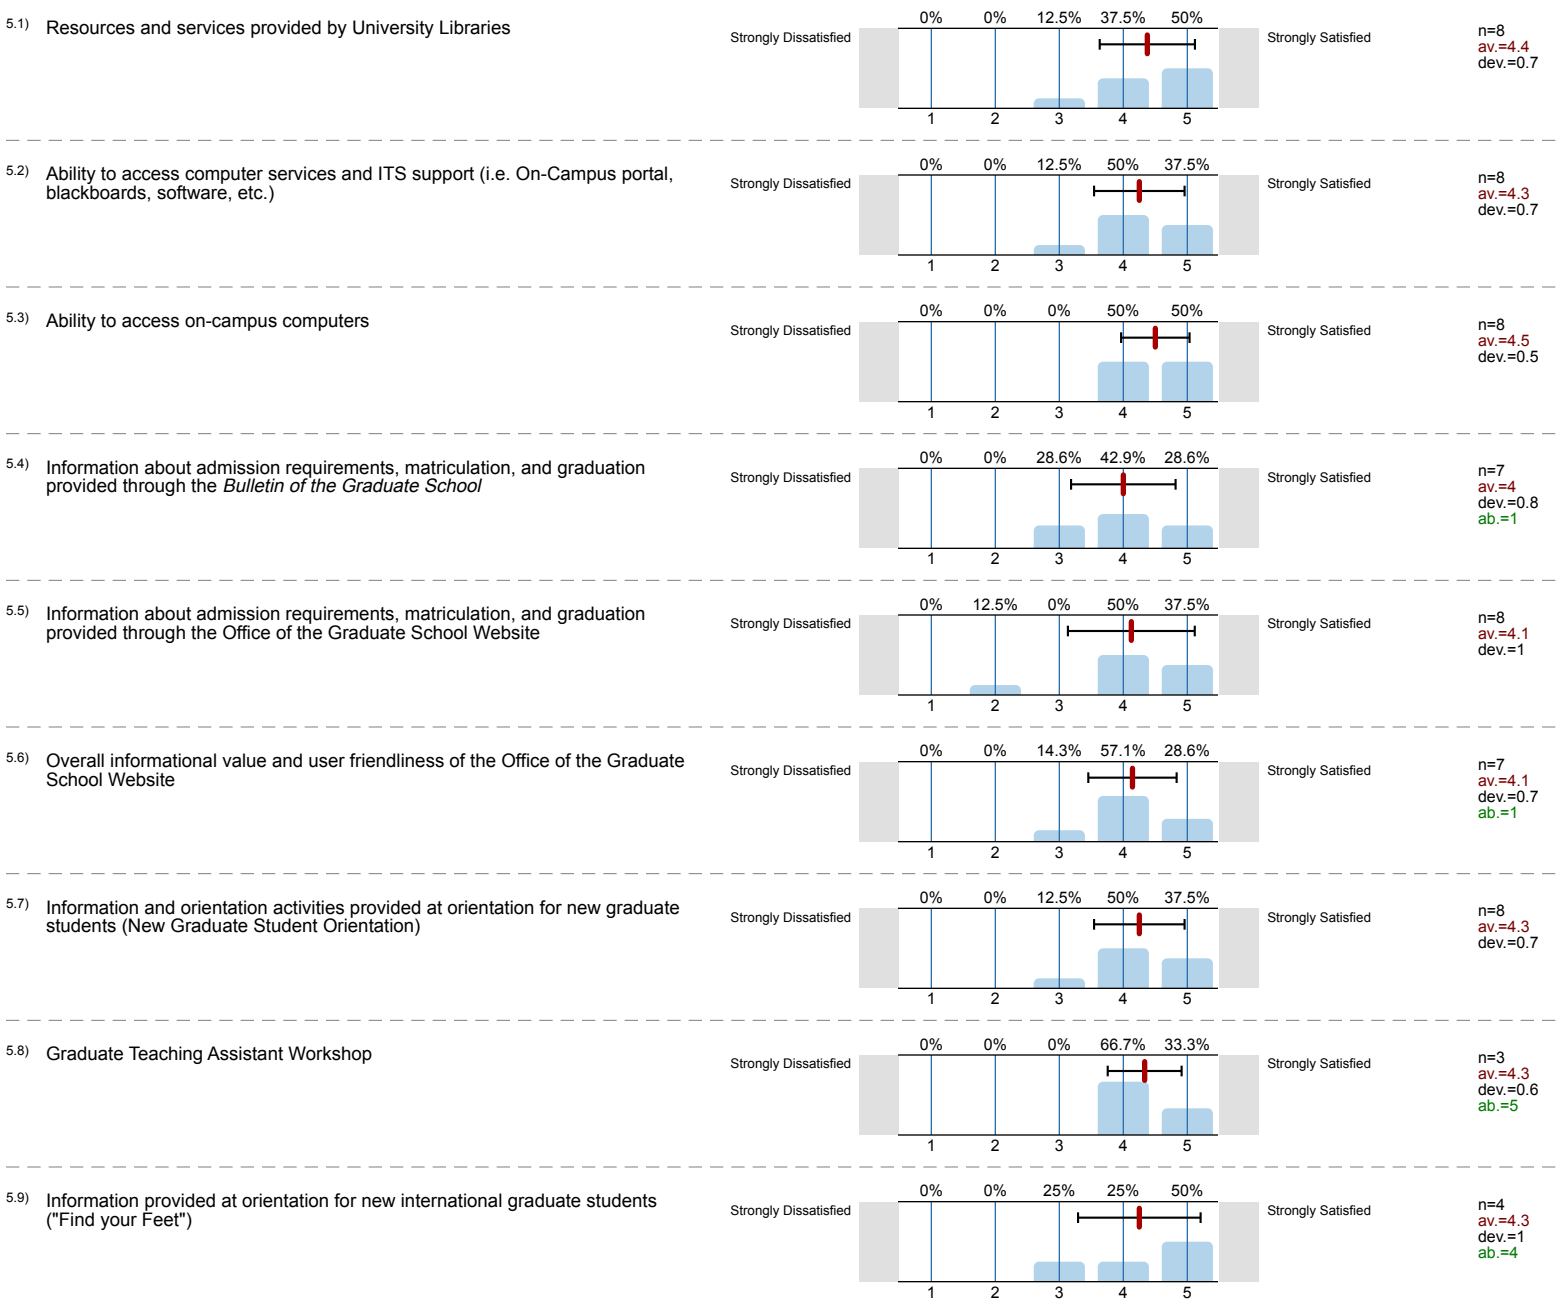 5.1) Resources and services provided by University Libraries
0% 0% 12.5% 37.5% 50%
Strongly Dissatisfied Strongly Satisfied
n=8
av.=4.4
dev.=0.7
1 2 3 4 5
5.2) Ability to access computer services and ITS support (i.e. On-Campus portal,
blackboards, software, etc.)
0% 0% 12.5% 50% 37.5%
Strongly Dissatisfied Strongly Satisfied
n=8
av.=4.3
dev.=0.7
1 2 3 4 5
5.3) Ability to access on-campus computers
0% 0% 0% 50% 50%
Strongly Dissatisfied Strongly Satisfied
n=8
av.=4.5
dev.=0.5
1 2 3 4 5
5.4) Information about admission requirements, matriculation, and graduation
provided through the Bulletin of the Graduate School
0% 0% 28.6% 42.9% 28.6%
Strongly Dissatisfied Strongly Satisfied
n=7
av.=4
dev.=0.8
ab.=1
1 2 3 4 5
5.5) Information about admission requirements, matriculation, and graduation
provided through the Office of the Graduate School Website
0% 12.5% 0% 50% 37.5%
Strongly Dissatisfied Strongly Satisfied
n=8
av.=4.1
dev.=1
1 2 3 4 5
5.6) Overall informational value and user friendliness of the Office of the Graduate
School Website
0% 0% 14.3% 57.1% 28.6%
Strongly Dissatisfied Strongly Satisfied
n=7
av.=4.1
dev.=0.7
ab.=1
1 2 3 4 5
5.7) Information and orientation activities provided at orientation for new graduate
students (New Graduate Student Orientation)
0% 0% 12.5% 50% 37.5%
Strongly Dissatisfied Strongly Satisfied
n=8
av.=4.3
dev.=0.7
1 2 3 4 5
5.8) Graduate Teaching Assistant Workshop
0% 0% 0% 66.7% 33.3%
Strongly Dissatisfied Strongly Satisfied
n=3
av.=4.3
dev.=0.6
ab.=5
1 2 3 4 5
5.9) Information provided at orientation for new international graduate students
("Find your Feet")
0% 0% 25% 25% 50%
Strongly Dissatisfied Strongly Satisfied
n=4
av.=4.3
dev.=1
ab.=4
1 2 3 4 5